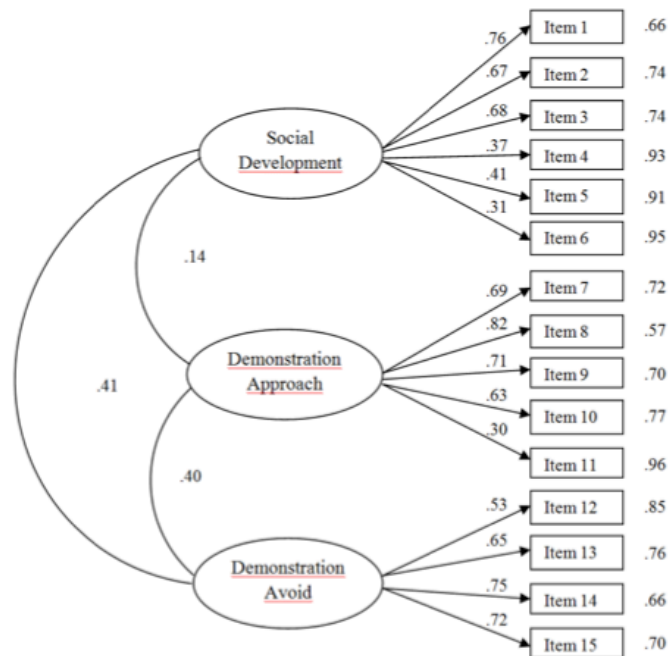 .76 Item 1 .66
.67 Item 2 .74
.68 Item 3 .74
Social
Development
.37 Item 4 .93
.41 Item 5 .91
.31 Item 6 .95
.14
.69 Item 7 .72
.82 Item 8 .57
Demonstration
Approach
.71 Item 9 .70
.41
.63 Item 10 .77
.30 Item 11 .96
.40
.53 Item 12 .85
.65 Item 13 .76
Demonstration
Avoid
.75 Item 14 .66
.72 Item 15 .70